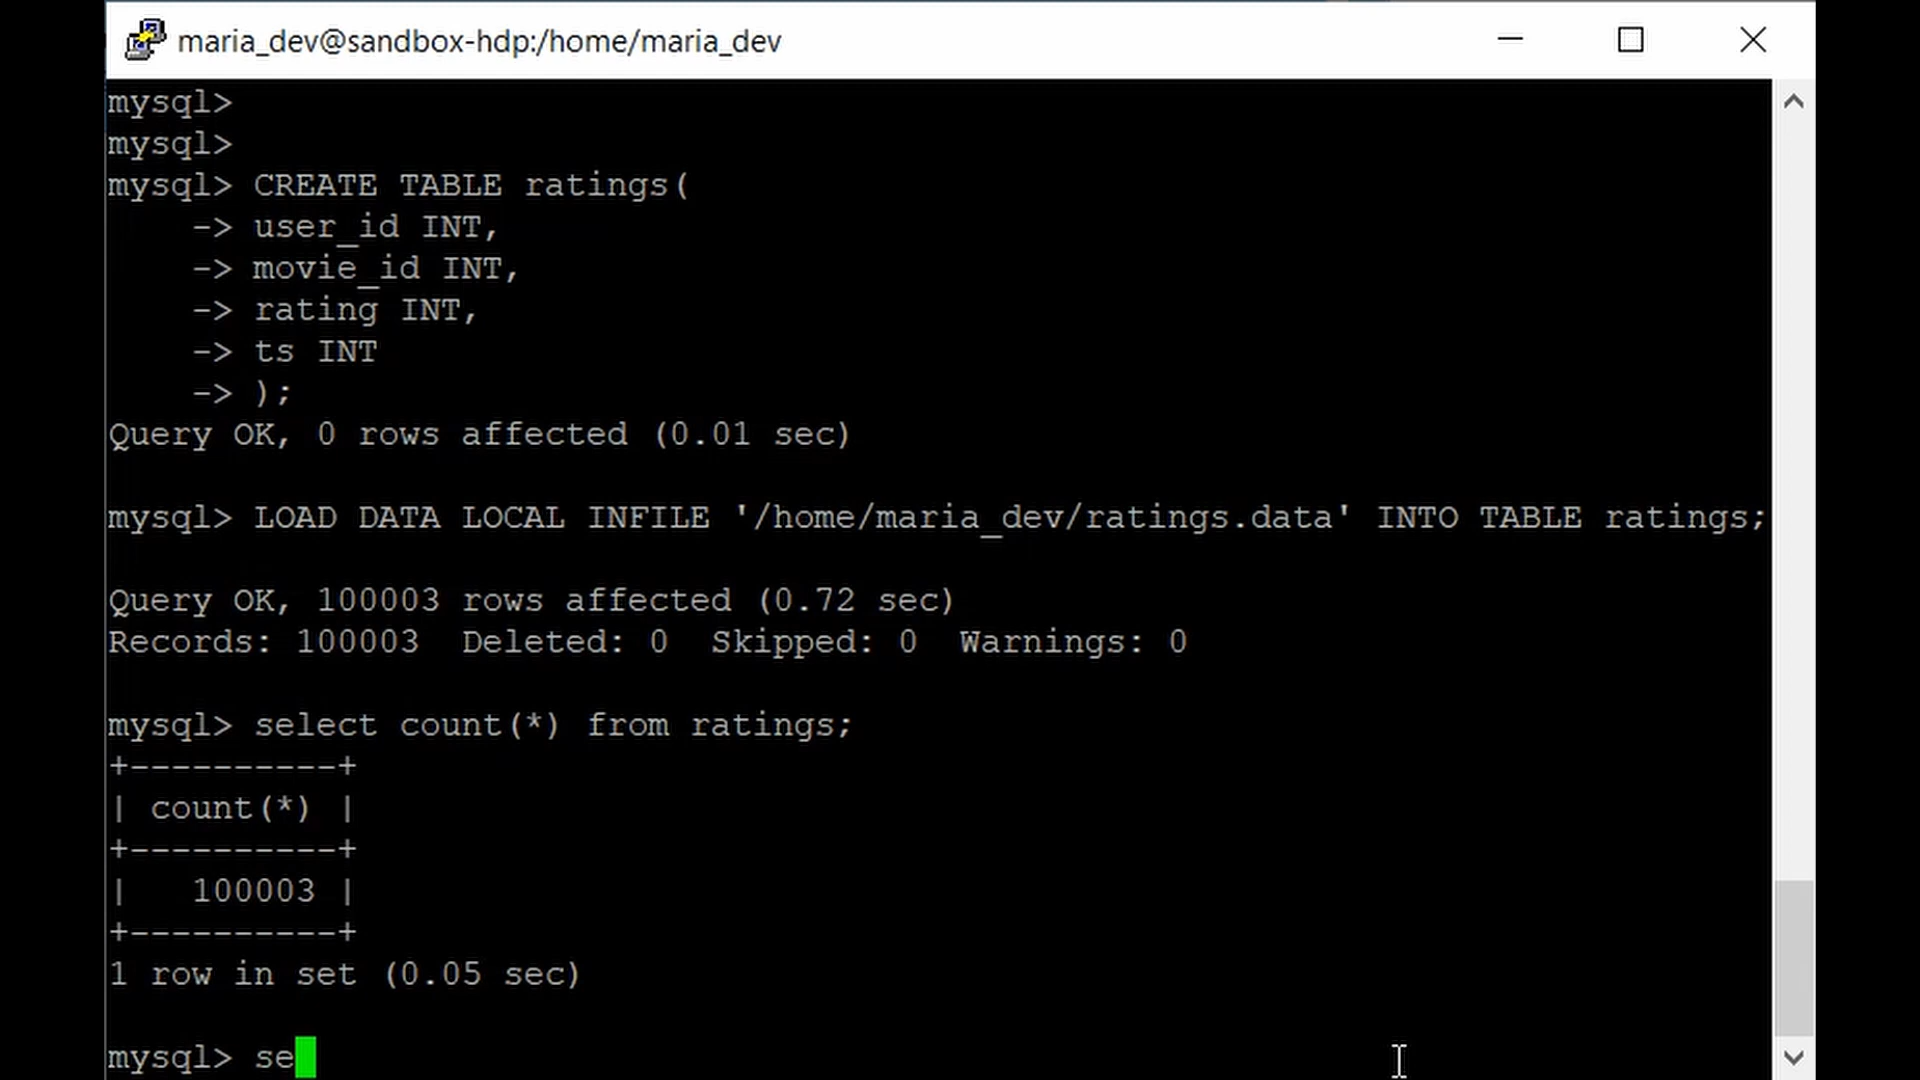 maria_dev@sandbox-hdp:/home/maria_dev
mysql>
mysql>
mysql> CREATE TABLE ratings(
    -> user_id INT,
    -> movie_id INT,
    -> rating INT,
    -> ts INT
    -> );
Query OK, 0 rows affected (0.01 sec)
mysql> LOAD DATA LOCAL INFILE '/home/maria_dev/ratings.data' INTO TABLE ratings;
Query OK, 100003 rows affected (0.72 sec)
Records: 100003  Deleted: 0  Skipped: 0  Warnings: 0
mysql> select count(*) from ratings;
+----------+
| count(*) |
+----------+
|   100003 |
+----------+
1 row in set (0.05 sec)
mysql> se